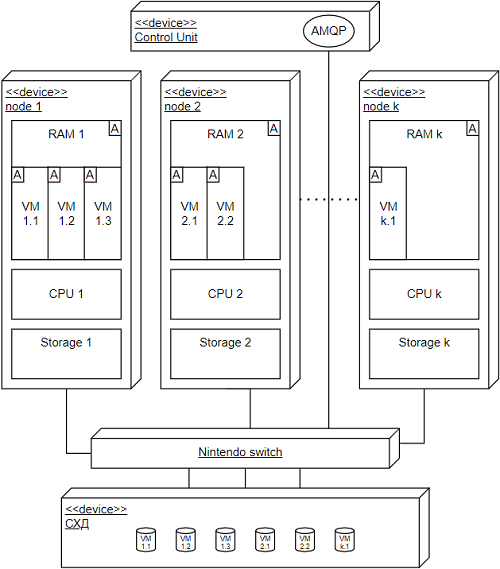 <<device>>
Control Unit
AMQP
<<device>>
node 1
RAM 1
A
A
A
A
VM
1.1
VM
1.2
VM
1.3
CPU 1
Storage 1
<<device>>
node 2
RAM 2
A
A
A
VM
2.1
VM
2.2
CPU 2
Storage 2
<<device>>
node k
RAM k
A
A
VM
k.1
CPU k
Storage k
Nintendo switch
<<device>>
СХД
VM
1.1
VM
1.2
VM
1.3
VM
2.1
VM
2.2
VM
k.1